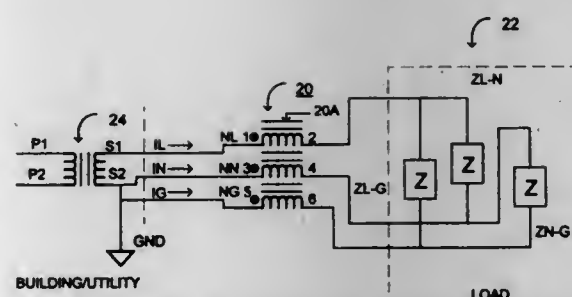 22
ZL-N
20
20A
24
P1
S1
IL
NL 1
2
P2
S2
IN
NN 3
4
ZL-G
Z
Z
Z
IG
NG 5
6
ZN-G
GND
BUILDING/UTILITY
LOAD